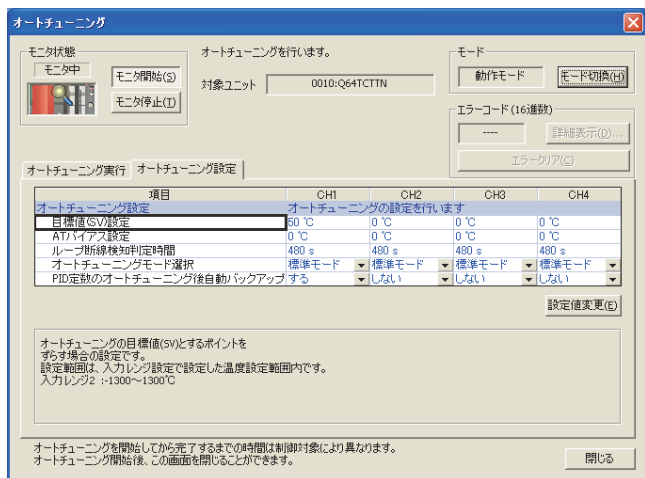 オートチューニング
モニタ状態
モニタ中
モニタ開始(S)
モニタ停止(T)
オートチューニングを行います。
対象ユニット 0010:Q64TCTTN
モード
動作モード モード切換(H)
エラーコード(16進数)
---- 詳細表示(D)...
エラークリア(C)
オートチューニング実行 オートチューニング設定
項目 CH1 CH2 CH3 CH4
オートチューニング設定 オートチューニングの設定を行います
目標値(SV)設定 50 ℃ 0 ℃ 0 ℃ 0 ℃
ATバイアス設定 0 ℃ 0 ℃ 0 ℃ 0 ℃
ループ断線検知判定時間 480 s 480 s 480 s 480 s
オートチューニングモード選択 標準モード 標準モード 標準モード 標準モード
PID定数のオートチューニング後自動バックアップ する しない しない しない
設定値変更(E)
オートチューニングの目標値(SV)とするポイントを
ずらす場合の設定です。
設定範囲は、入力レンジ設定で設定した温度設定範囲内です。
入力レンジ2 :-1300～1300℃
オートチューニングを開始してから完了するまでの時間は制御対象により異なります。
オートチューニング開始後、この画面を閉じることができます。
閉じる